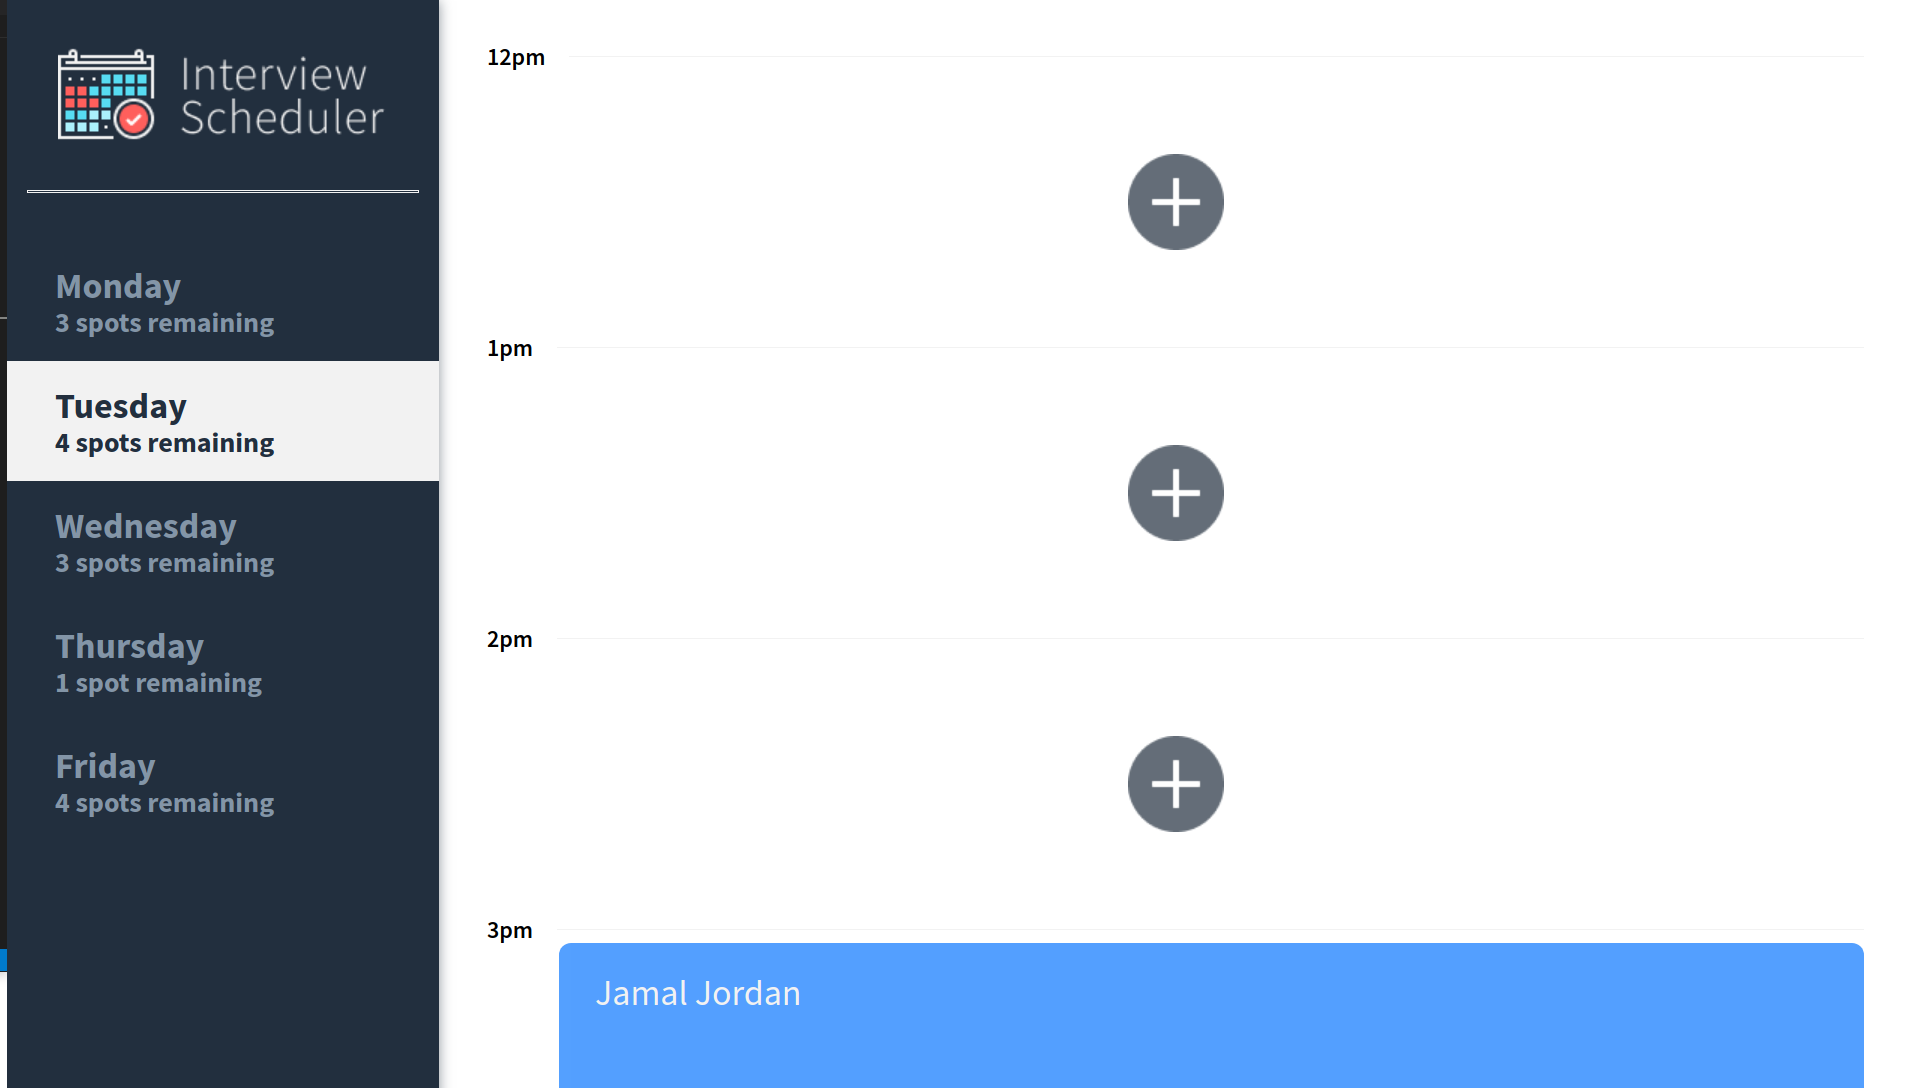 Interview
Scheduler
Monday
3 spots remaining
Tuesday
4 spots remaining
Wednesday
3 spots remaining
Thursday
1 spot remaining
Friday
4 spots remaining
12pm
1pm
2pm
3pm
Jamal Jordan